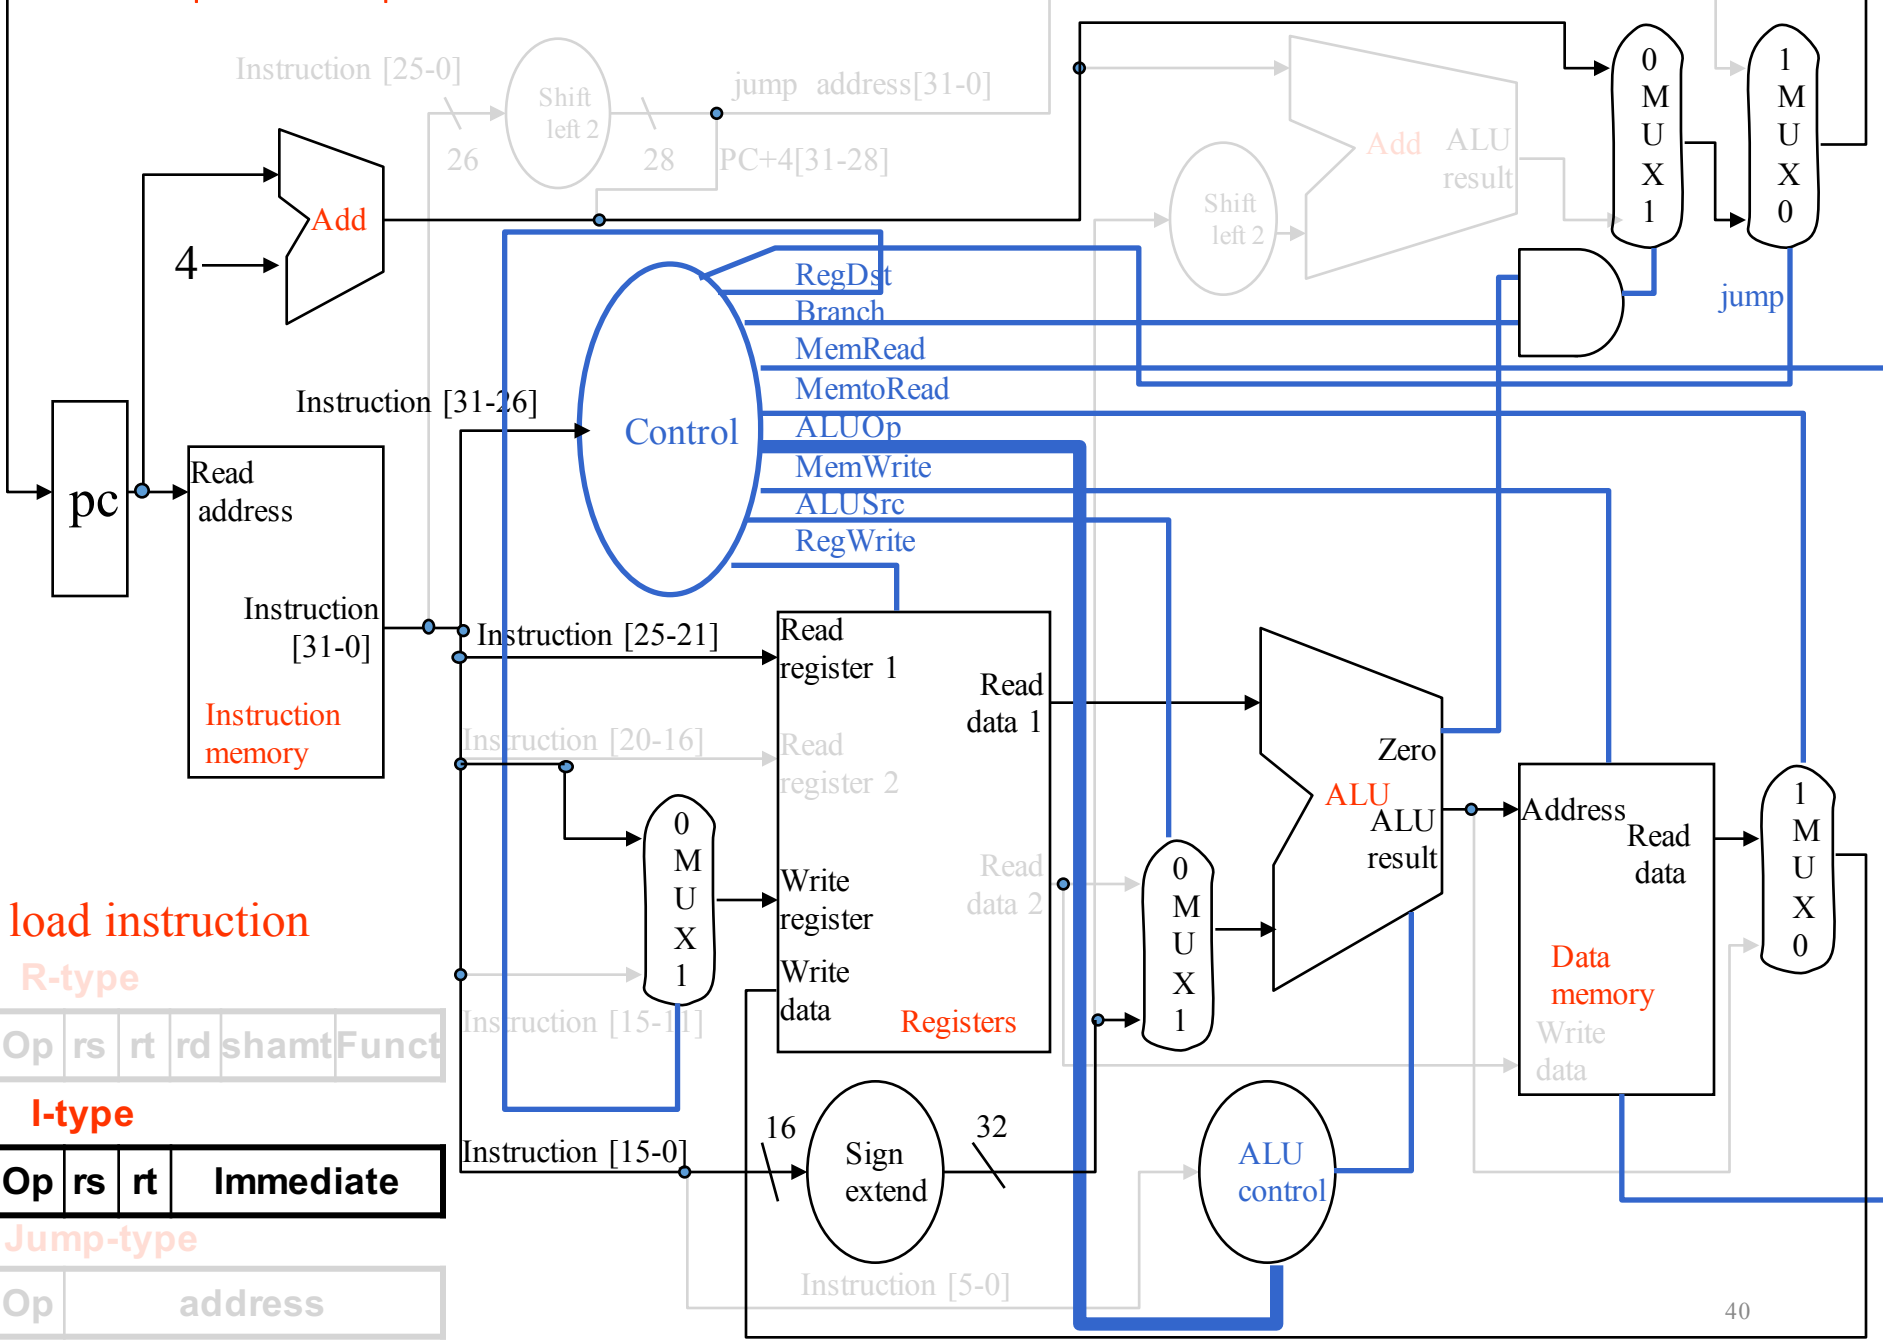 Instruction [25-0]
Shift
left 2
26
28
jump address[31-0]
PC+4[31-28]
Add
4
Shift
left 2
Add
ALU
result
0
M
U
X
1
1
M
U
X
0
jump
RegDst
Branch
MemRead
MemtoRead
ALUOp
MemWrite
ALUSrc
RegWrite
Control
Instruction [31-26]
pc
Read
address
Instruction
[31-0]
Instruction
memory
Instruction [25-21]
Instruction [20-16]
Instruction [15-11]
Instruction [15-0]
Instruction [5-0]
0
M
U
X
1
Read
register 1
Read
register 2
Write
register
Write
data
Read
data 1
Read
data 2
Registers
16
Sign
extend
32
0
M
U
X
1
Zero
ALU
ALU
result
ALU
control
Address
Read
data
Data
memory
Write
data
1
M
U
X
0
load instruction
R-type
Op rs rt rd shamt Funct
I-type
Op rs rt Immediate
Jump-type
Op address
40